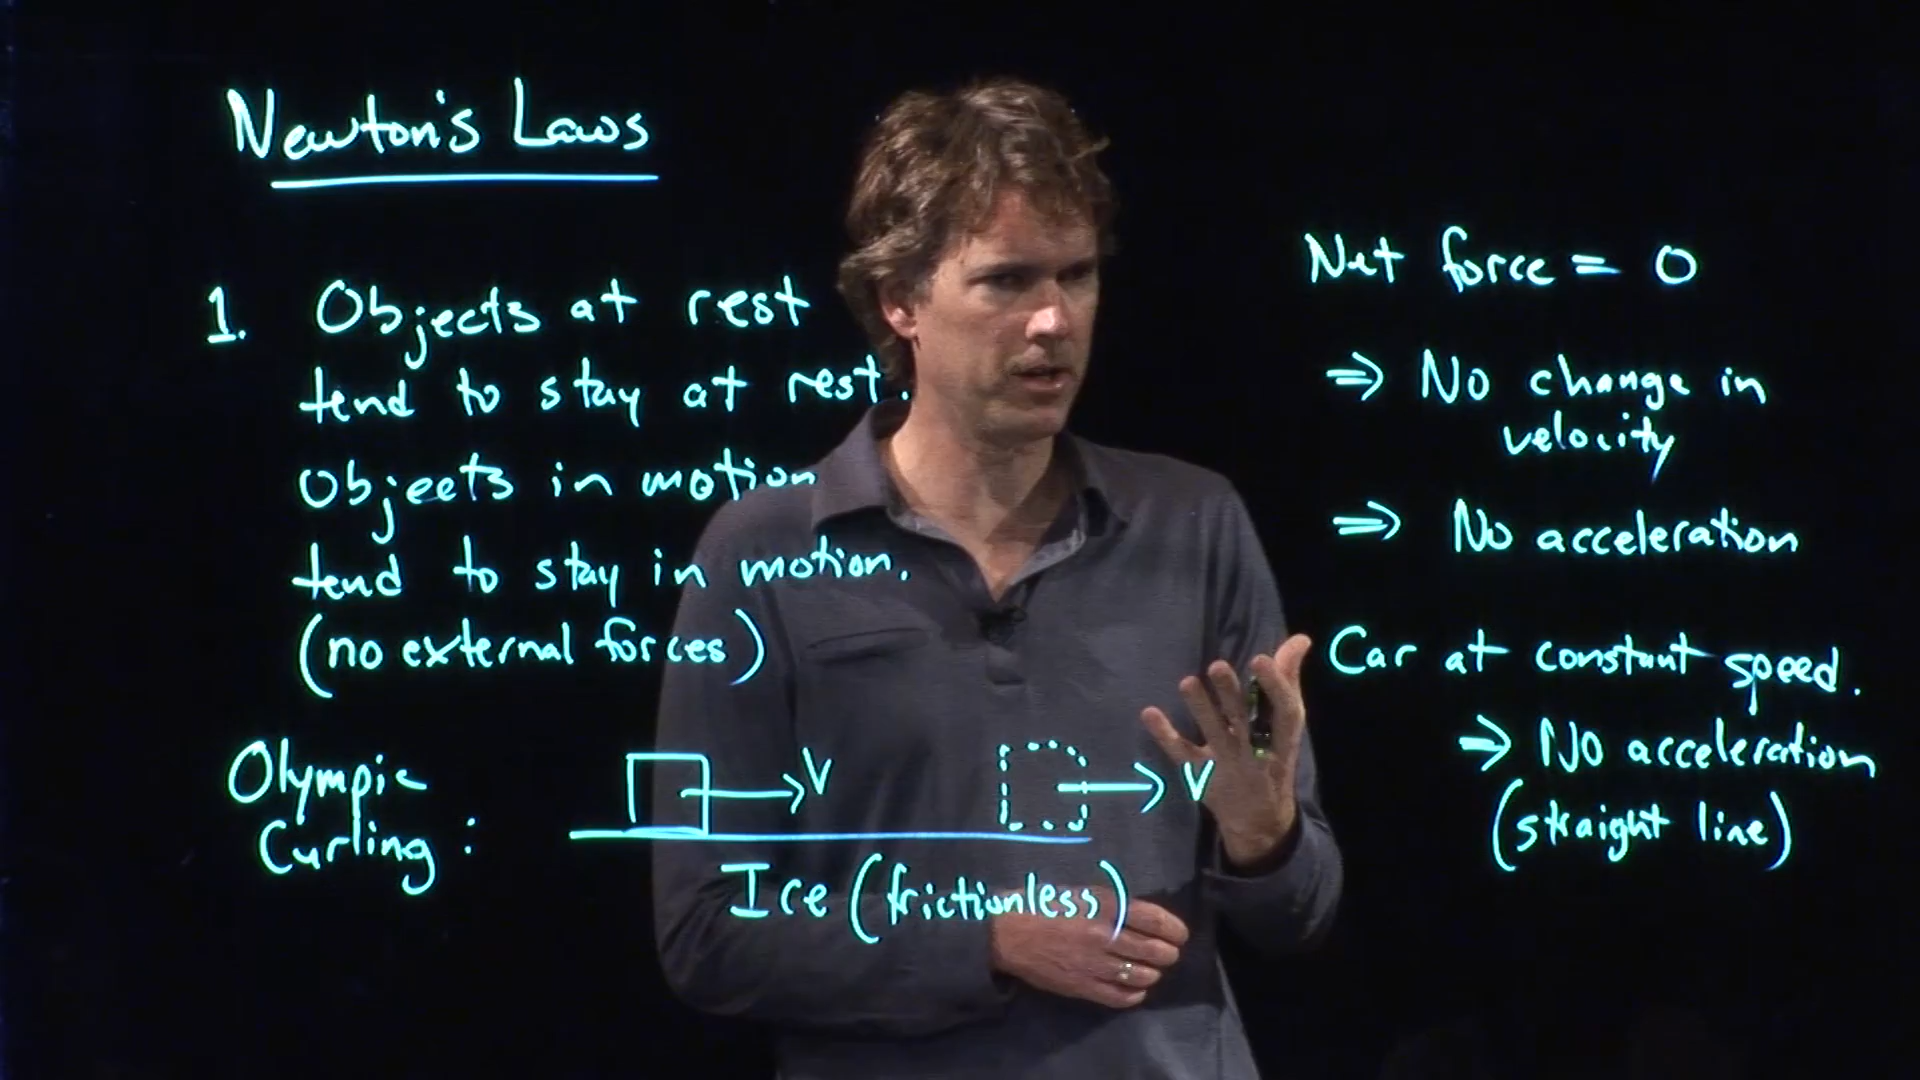 Newton's Laws
1. Objects at rest
tend to stay at rest.
Objects in motion
tend to stay in motion.
(no external forces)
Olympic
Curling:
V
V
Ice (frictionless)
Net force = 0
⇒ No change in
velocity
⇒ No acceleration
Car at constant speed.
⇒ No acceleration
(straight line)